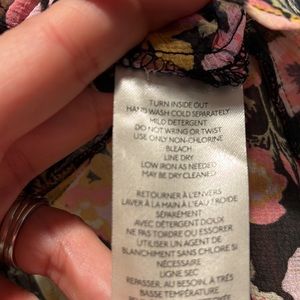 TURN INSIDE OUT
HAND WASH COLD SEPARATELY
MILD DETERGENT
DO NOT WRING OR TWIST
USE ONLY NON-CHLORINE
BLEACH
LINE DRY
LOW IRON AS NEEDED
MAY BE DRY CLEANED
RETOURNER À L'ENVERS
LAVER À LA MAIN À L'EAU FROIDE
SÉPARÉMENT
AVEC DÉTERGENT DOUX
NE PAS TORDRE OU ESSORER
UTILISER UN AGENT DE
BLANCHIMENT SANS CHLORE SI
NÉCESSAIRE
LIGNE SEC
REPASSER, AU BESOIN, À TRÈS
BASSE TEMPÉRATURE